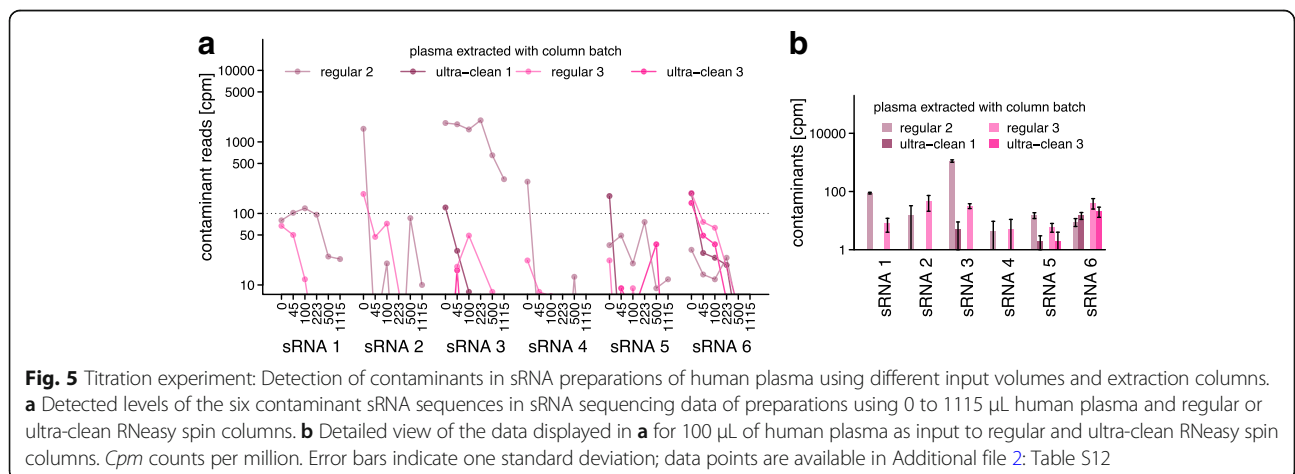 a
plasma extracted with column batch
regular 2
ultra-clean 1
regular 3
ultra-clean 3
contaminant reads [cpm]
10000
5000
1000
500
100
50
10
0 45 100 223 500 1115
0 45 100 223 500 1115
0 45 100 223 500 1115
0 45 100 223 500 1115
0 45 100 223 500 1115
0 45 100 223 500 1115
sRNA 1 sRNA 2 sRNA 3 sRNA 4 sRNA 5 sRNA 6
b
plasma extracted with column batch
regular 2 regular 3
ultra-clean 1 ultra-clean 3
contaminants [cpm]
10000
100
1
sRNA 1
sRNA 2
sRNA 3
sRNA 4
sRNA 5
sRNA 6
Fig. 5 Titration experiment: Detection of contaminants in sRNA preparations of human plasma using different input volumes and extraction columns.
a Detected levels of the six contaminant sRNA sequences in sRNA sequencing data of preparations using 0 to 1115 μL human plasma and regular or
ultra-clean RNeasy spin columns. b Detailed view of the data displayed in a for 100 μL of human plasma as input to regular and ultra-clean RNeasy spin
columns. Cpm counts per million. Error bars indicate one standard deviation; data points are available in Additional file 2: Table S12